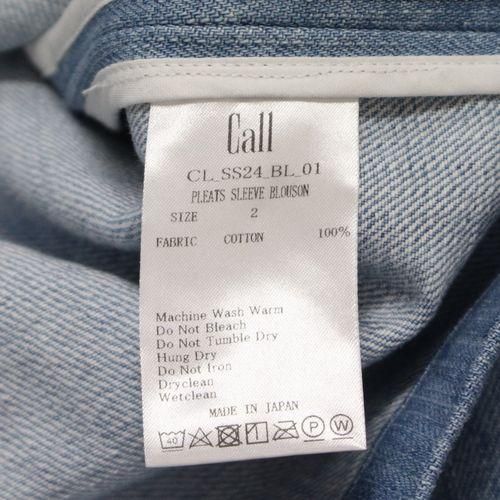 Call
CL_SS24_BL_01
PLEATS SLEEVE BLOUSON
SIZE 2
FABRIC COTTON 100%
Machine Wash Warm
Do Not Bleach
Do Not Tumble Dry
Hung Dry
Do Not Iron
Dryclean
Wetclean
MADE IN JAPAN
40 P W